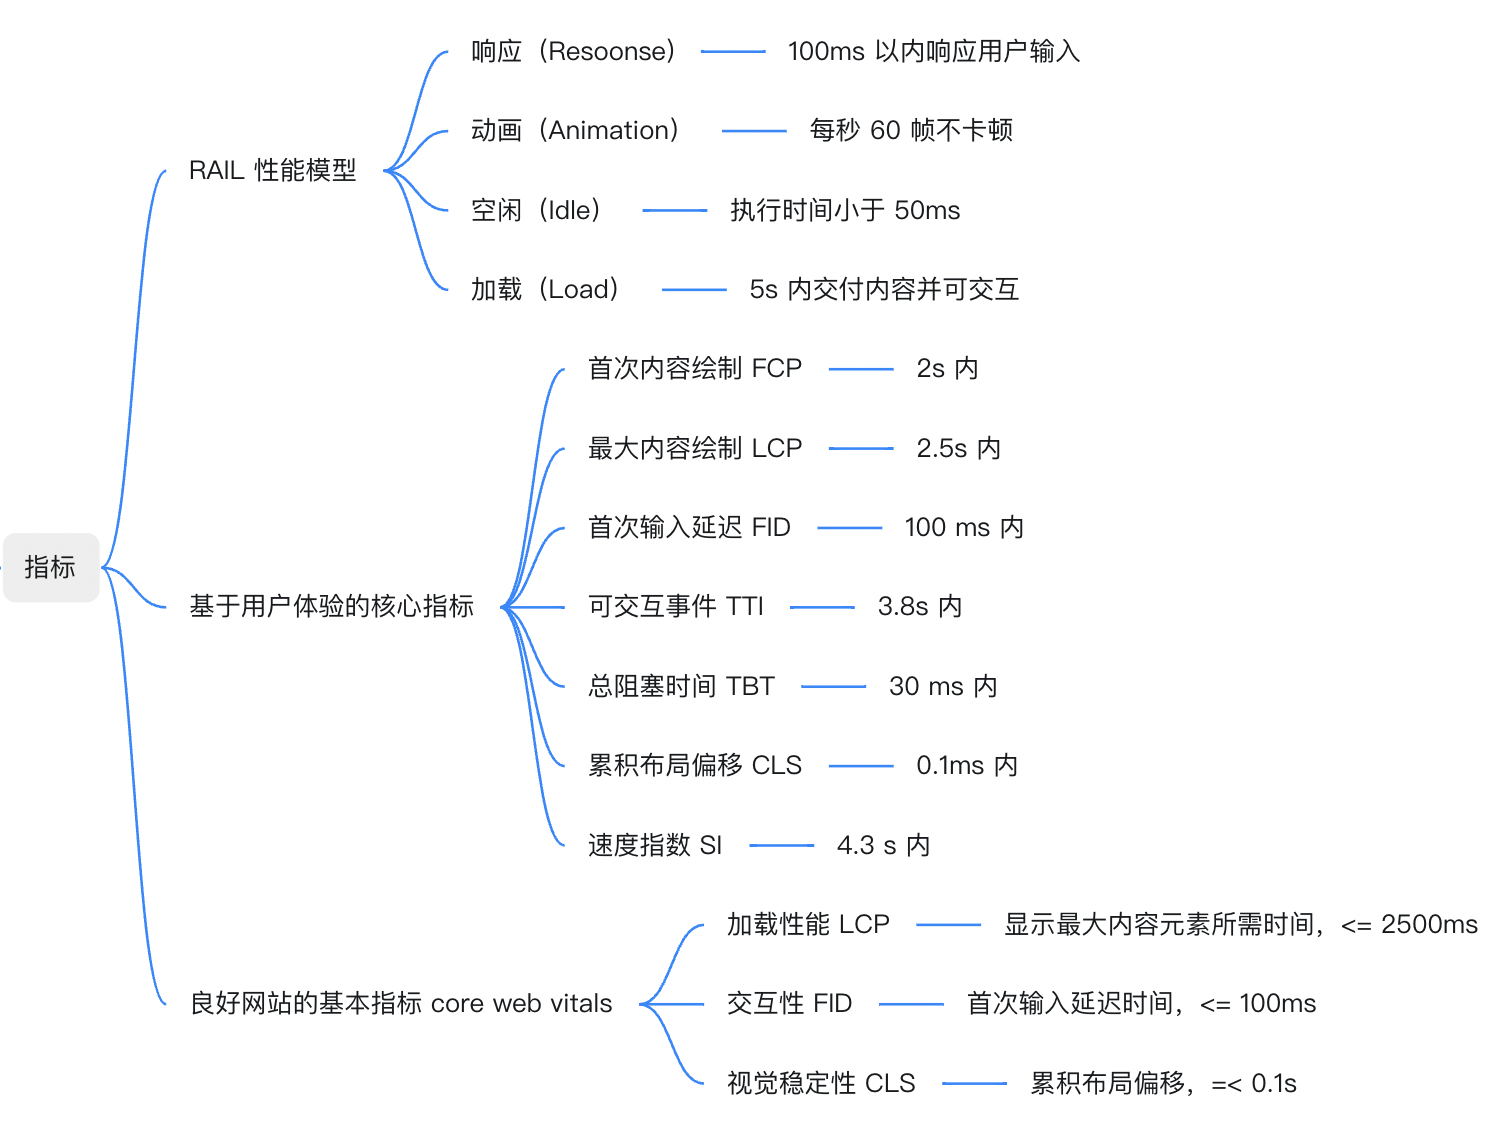 响应（Resoonse） 100ms 以内响应用户输入
动画（Animation） 每秒 60 帧不卡顿
RAIL 性能模型
空闲（Idle） 执行时间小于 50ms
加载（Load） 5s 内交付内容并可交互
首次内容绘制 FCP 2s 内
最大内容绘制 LCP 2.5s 内
首次输入延迟 FID 100 ms 内
指标
基于用户体验的核心指标
可交互事件 TTI 3.8s 内
总阻塞时间 TBT 30 ms 内
累积布局偏移 CLS 0.1ms 内
速度指数 SI 4.3 s 内
加载性能 LCP 显示最大内容元素所需时间，<= 2500ms
良好网站的基本指标 core web vitals
交互性 FID 首次输入延迟时间，<= 100ms
视觉稳定性 CLS 累积布局偏移，=< 0.1s